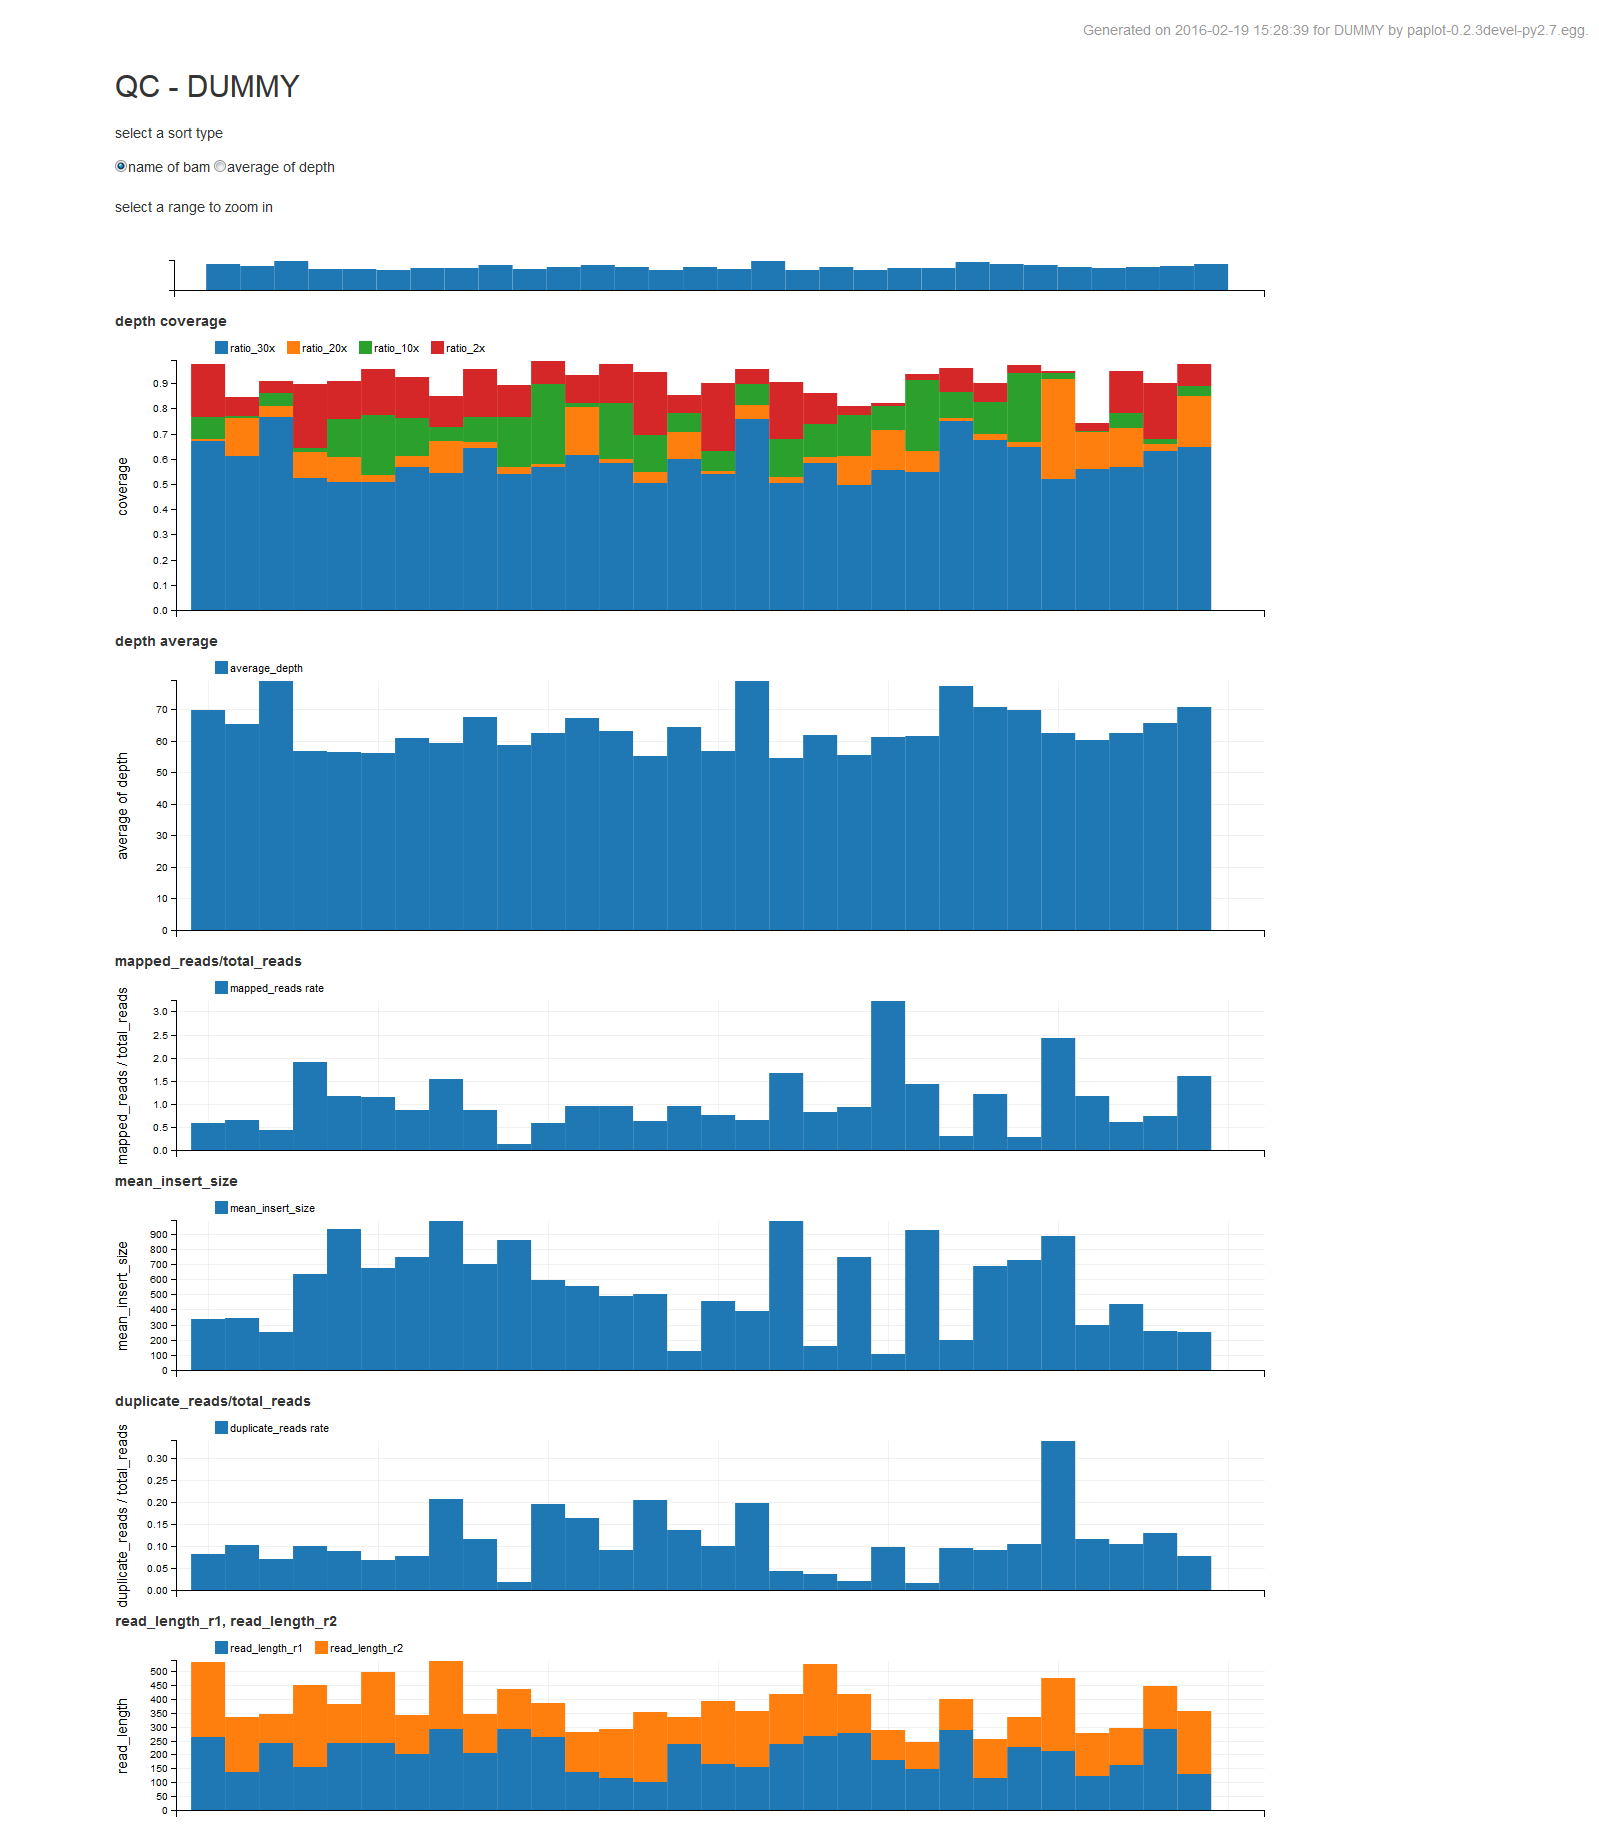 Generated on 2016-02-19 15:28:39 for DUMMY by paplot-0.2.3devel-py2.7.egg.
QC - DUMMY
select a sort type
name of bam average of depth
select a range to zoom in
depth coverage
ratio_30x ratio_20x ratio_10x ratio_2x
coverage
0.9
0.8
0.7
0.6
0.5
0.4
0.3
0.2
0.1
0.0
depth average
average_depth
average of depth
70
60
50
40
30
20
10
0
mapped_reads/total_reads
mapped_reads rate
mapped_reads / total_reads
3.0
2.5
2.0
1.5
1.0
0.5
0.0
mean_insert_size
mean_insert_size
mean_insert_size
900
800
700
600
500
400
300
200
100
0
duplicate_reads/total_reads
duplicate_reads rate
duplicate_reads / total_reads
0.30
0.25
0.20
0.15
0.10
0.05
0.00
read_length_r1, read_length_r2
read_length_r1 read_length_r2
read_length
500
450
400
350
300
250
200
150
100
50
0